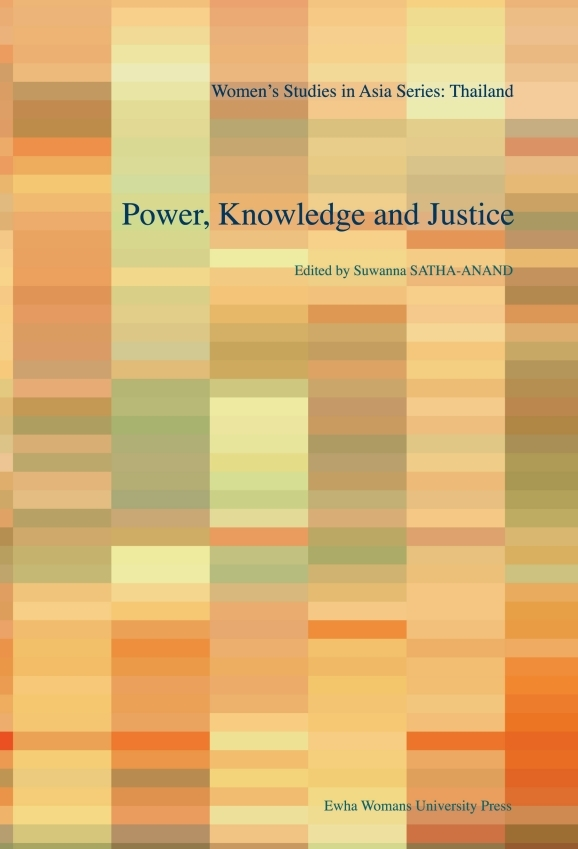 Women's Studies in Asia Series: Thailand
Power, Knowledge and Justice
Edited by Suwanna SATHA-ANAND
Ewha Womans University Press